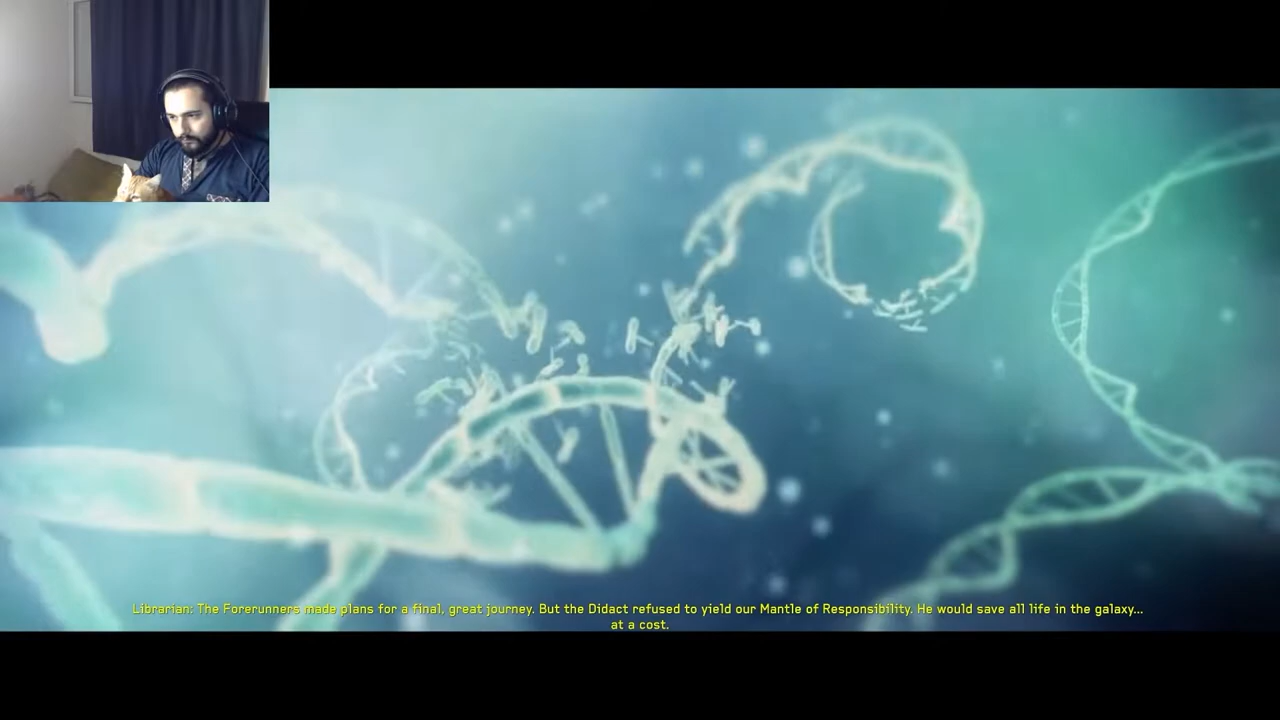 Librarian: The Forerunners made plans for a final, great journey. But the Didact refused to yield our Mantle of Responsibility. He would save all life in the galaxy...
at a cost.